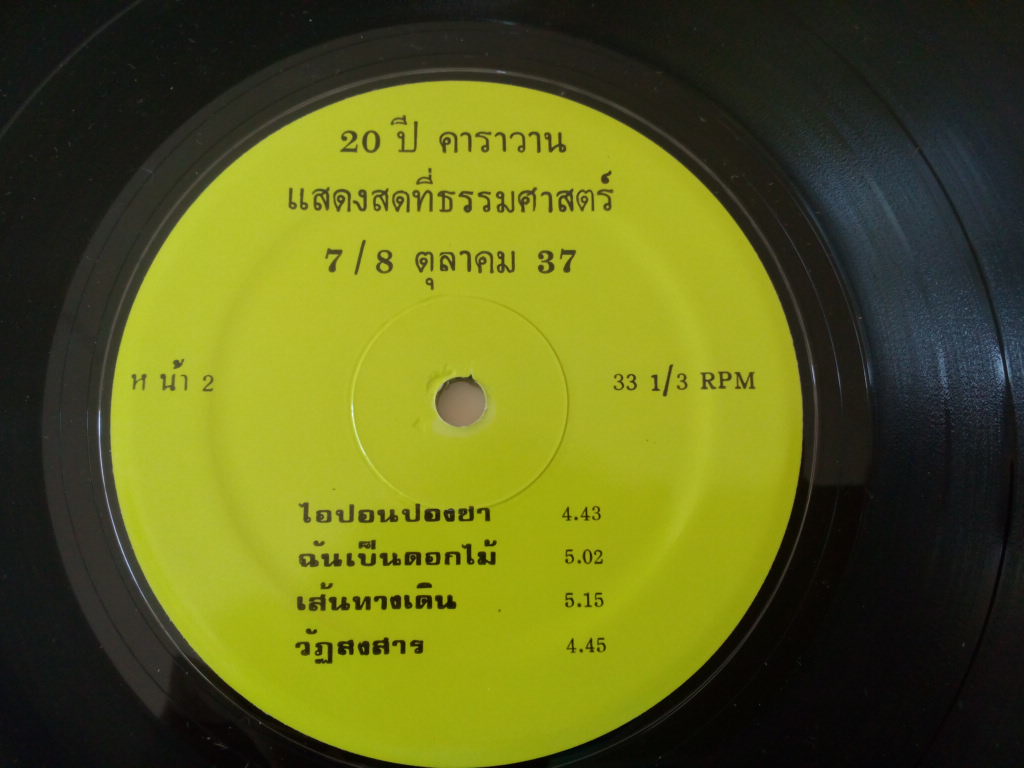 20 ปี คาราวาน
แสดงสดที่ธรรมศาสตร์
7/8 ตุลาคม 37
หน้า 2
33 1/3 RPM
ไอปอนปองชา 4.43
ฉันเป็นดอกไม้ 5.02
เส้นทางเดิน 5.15
วัฏสงสาร 4.45